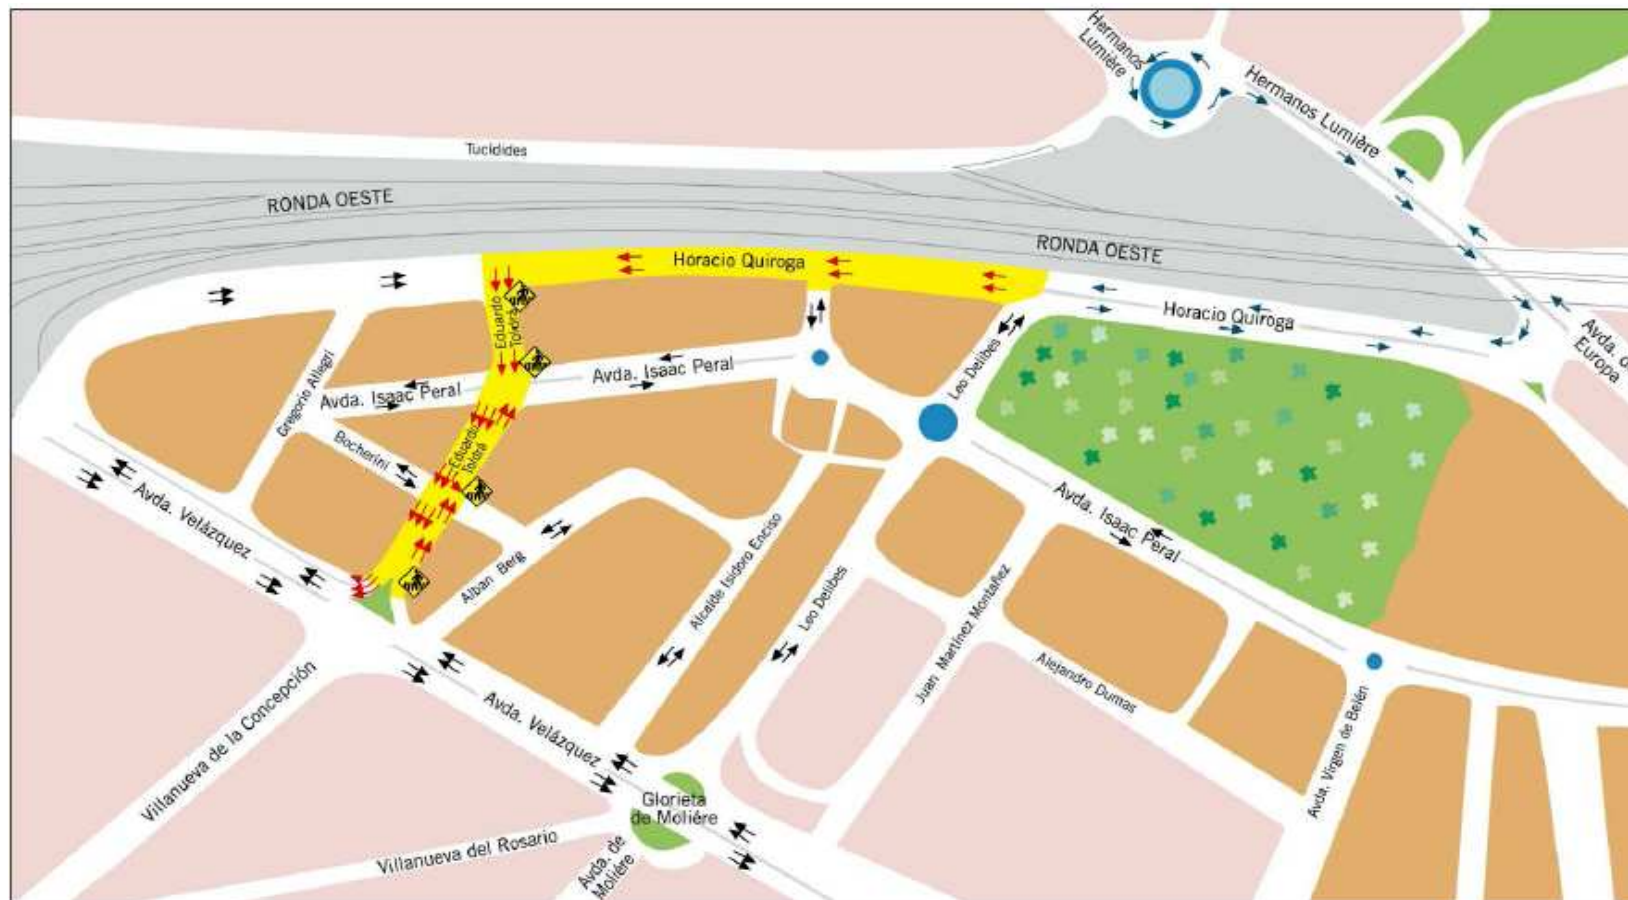 Hermanos
Lumière
Hermanos Lumière
Tucídides
RONDA OESTE
RONDA OESTE
Horacio Quiroga
Horacio Quiroga
Avda. de
Europa
Eduardo
Toldrá
Leo Delibes
Avda. Isaac Peral
Avda. Isaac Peral
Gregorio Allegri
Bocherini
Eduardo
Toldrá
Avda. Velázquez
Avda. Isaac Peral
Alban Berg
Alcalde Isidoro Enciso
Leo Delibes
Juan Martínez Montañez
Alejandro Dumas
Avda. Virgen de Belén
Villanueva de la Concepción
Avda. Velázquez
Glorieta
de Moliére
Villanueva del Rosario
Avda. de
Moliére